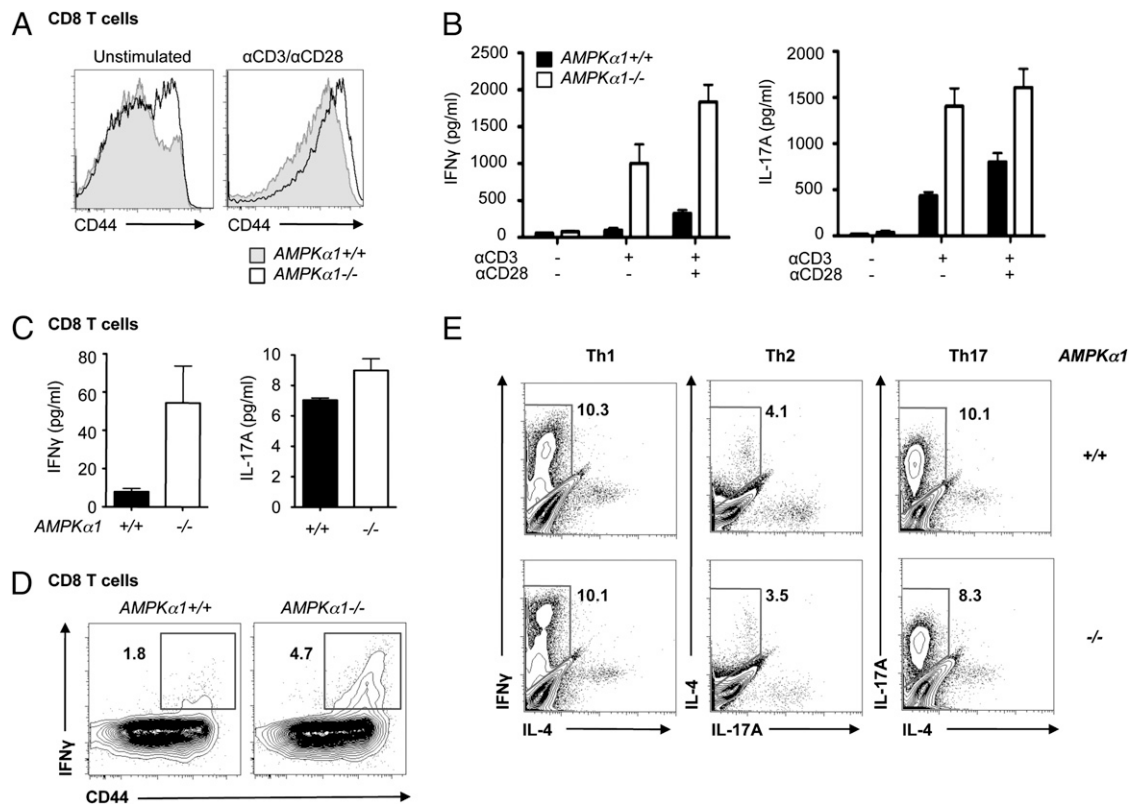 A CD8 T cells
Unstimulated αCD3/αCD28
CD44 CD44
AMPKα1+/+
AMPKα1-/-
B
2500
2000
1500
1000
500
0
IFNγ (pg/ml)
AMPKα1+/+
AMPKα1-/-
2000
1500
1000
500
0
IL-17A (pg/ml)
αCD3 - + +
αCD28 - - +
- + +
- - +
C CD8 T cells
80
60
40
20
0
IFNγ (pg/ml)
AMPKα1 +/+ -/-
10
8
6
4
2
0
IL-17A (pg/ml)
+/+ -/-
D CD8 T cells
AMPKα1+/+ AMPKα1-/-
1.8 4.7
IFNγ
CD44
E
Th1 Th2 Th17 AMPKα1
10.3 4.1 10.1
+/+
10.1 3.5 8.3
-/-
IFNγ IL-4 IL-17A
IL-4 IL-17A IL-4